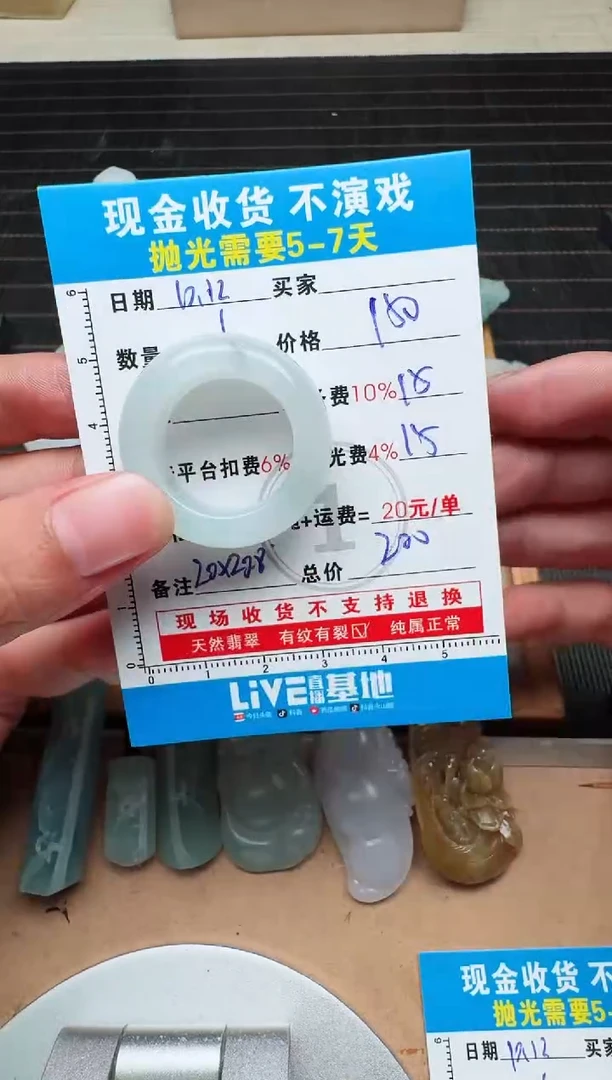 现金收货 不演戏
抛光需要5-7天
日期 12.12 买家
数量 1 价格 150
费10% 15
平台扣费6% 光费4% 15
+运费= 20元/单
备注 总价 200
现场收货不支持退换
天然翡翠 有纹有裂☑ 纯属正常
LIVE直播基地
现金收货 不
抛光需要5-
日期 12.12 买家